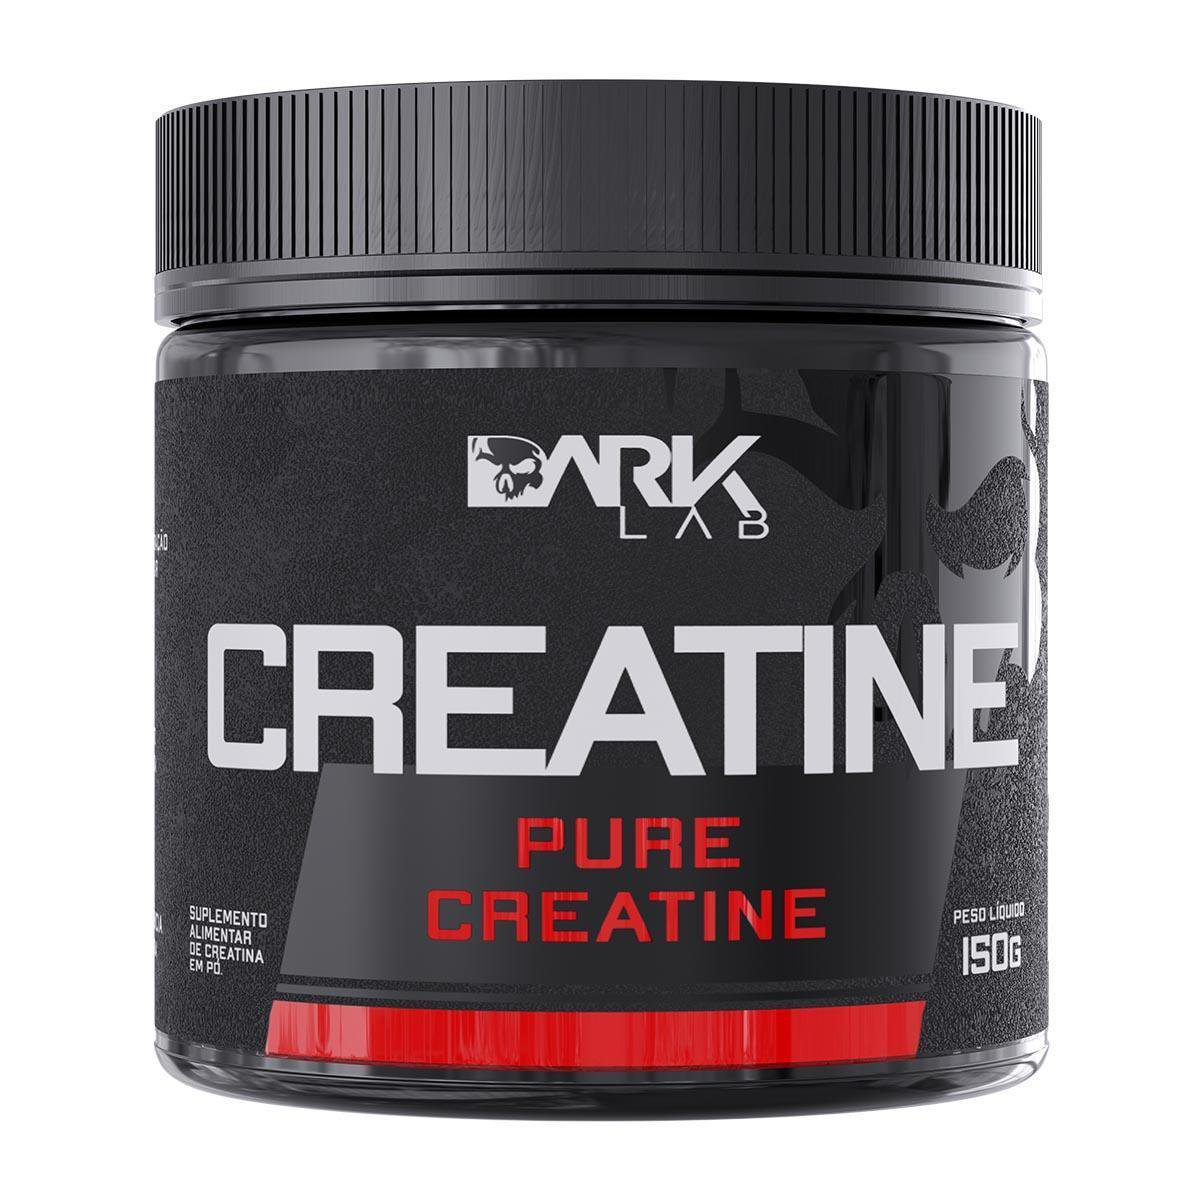 DARK
LAB
CREATINE
PURE
CREATINE
SUPLEMENTO
ALIMENTAR
DE CREATINA
EM PÓ.
PESO LÍQUIDO
150G